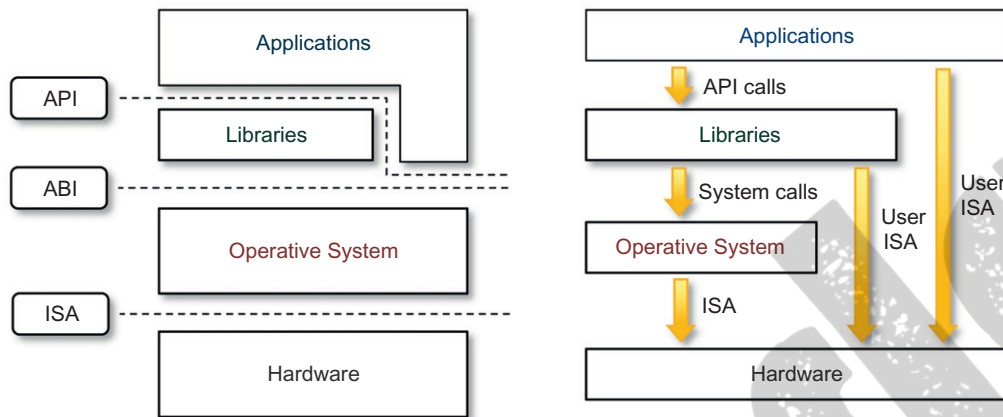 Applications
API
Libraries
ABI
Operative System
ISA
Hardware
Applications
API calls
Libraries
System calls
User
ISA
User
ISA
Operative System
ISA
Hardware